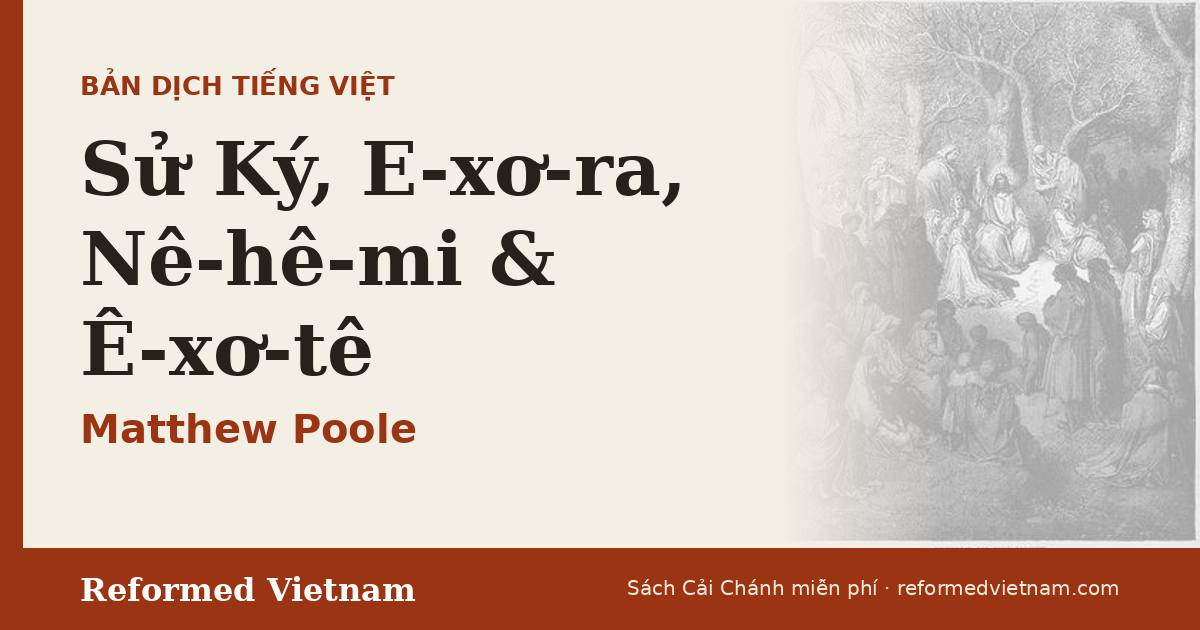 BẢN DỊCH TIẾNG VIỆT
Sử Ký, E-xơ-ra,
Nê-hê-mi &
Ê-xơ-tê
Matthew Poole
Reformed Vietnam
Sách Cải Chánh miễn phí · reformedvietnam.com